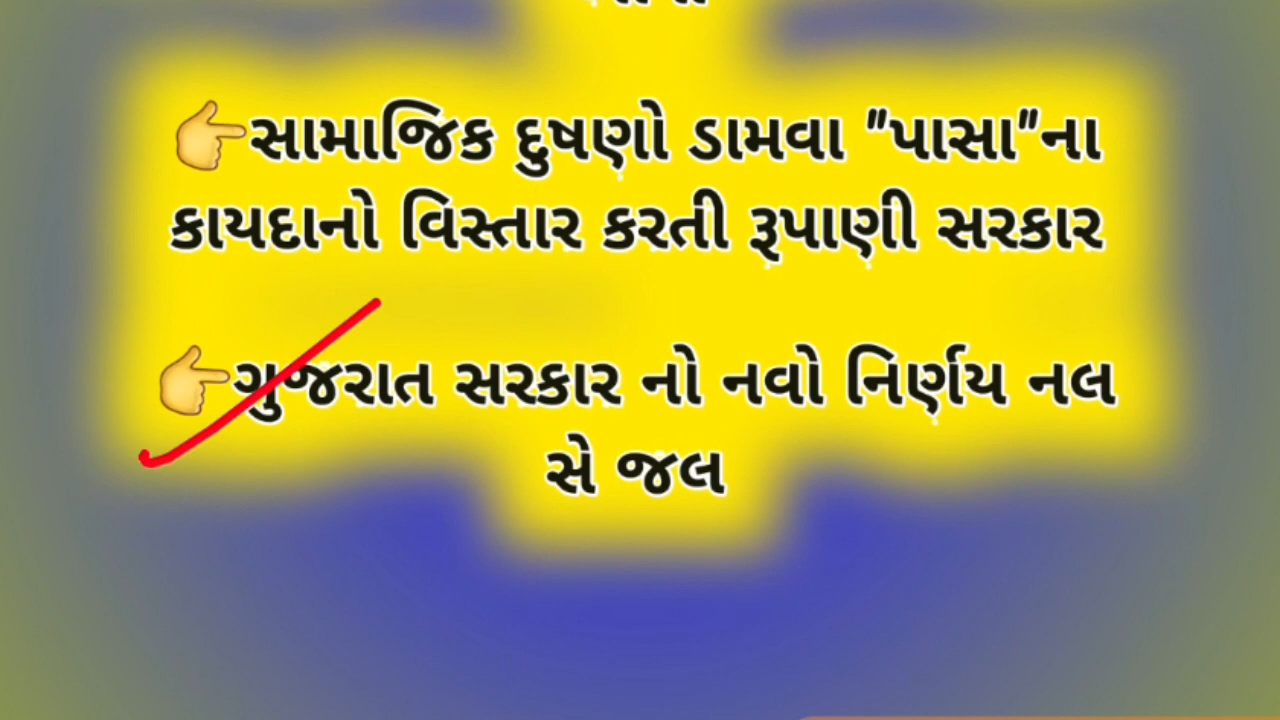 👉સામાજિક દુષણો ડામવા "પાસા"ના
કાયદાનો વિસ્તાર કરતી રૂપાણી સરકાર
👉ગુજરાત સરકાર નો નવો નિર્ણય નલ
સે જલ